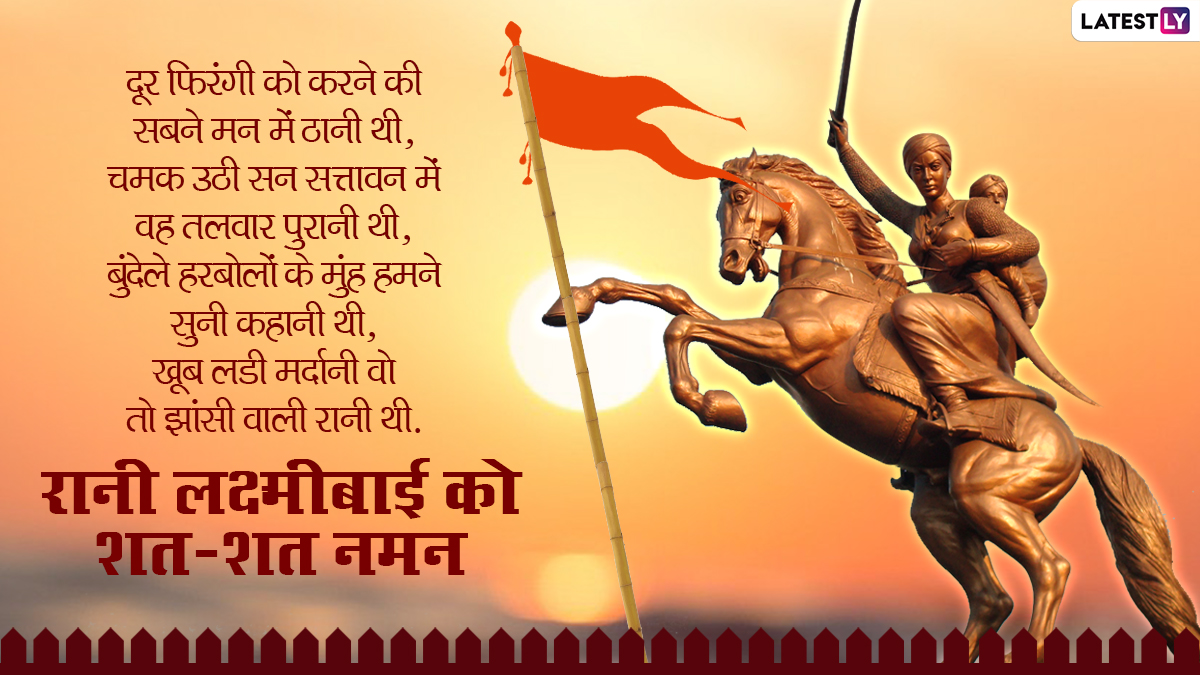 LATESTLY
दूर फिरंगी को करने की
सबने मन में ठानी थी,
चमक उठी सन सत्तावन में
वह तलवार पुरानी थी,
बुंदेले हरबोलों के मुंह हमने
सुनी कहानी थी,
खूब लडी मर्दानी वो
तो झांसी वाली रानी थी.
रानी लक्ष्मीबाई को
शत-शत नमन